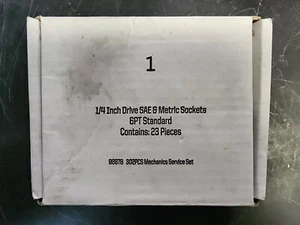 1
1/4 Inch Drive SAE & Metric Sockets
6PT Standard
Contains: 23 Pieces
86878 302PCS Mechanics Service Set